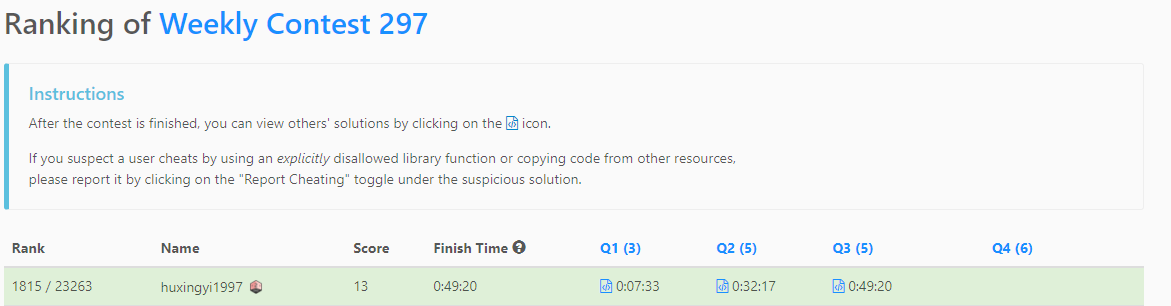 Ranking of Weekly Contest 297
Instructions
After the contest is finished, you can view others' solutions by clicking on the icon.
If you suspect a user cheats by using an explicitly disallowed library function or copying code from other resources,
please report it by clicking on the "Report Cheating" toggle under the suspicious solution.
Rank Name Score Finish Time Q1 (3) Q2 (5) Q3 (5) Q4 (6)
1815 / 23263 huxingyi1997 13 0:49:20 0:07:33 0:32:17 0:49:20